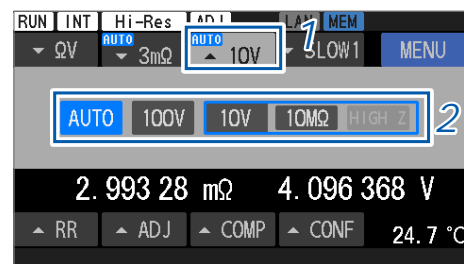 RUN INT Hi-Res ADJ LAN MEM
ΩV AUTO 3mΩ AUTO 10V SLOW1 MENU
1
AUTO 100V 10V 10MΩ HIGH Z
2
2.993 28 mΩ 4.096 368 V
RR ADJ COMP CONF 24.7 °C